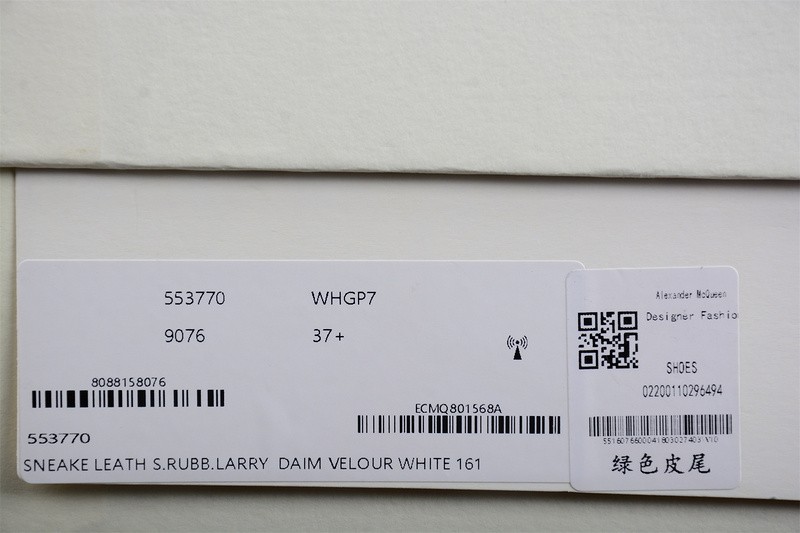 553770 WHGP7
9076 37+
8088158076
ECMQ801568A
553770
SNEAKE LEATH S.RUBB.LARRY DAIM VELOUR WHITE 161
Alexander McQueen
Designer Fashio
SHOES
02200110296494
绿色皮尾